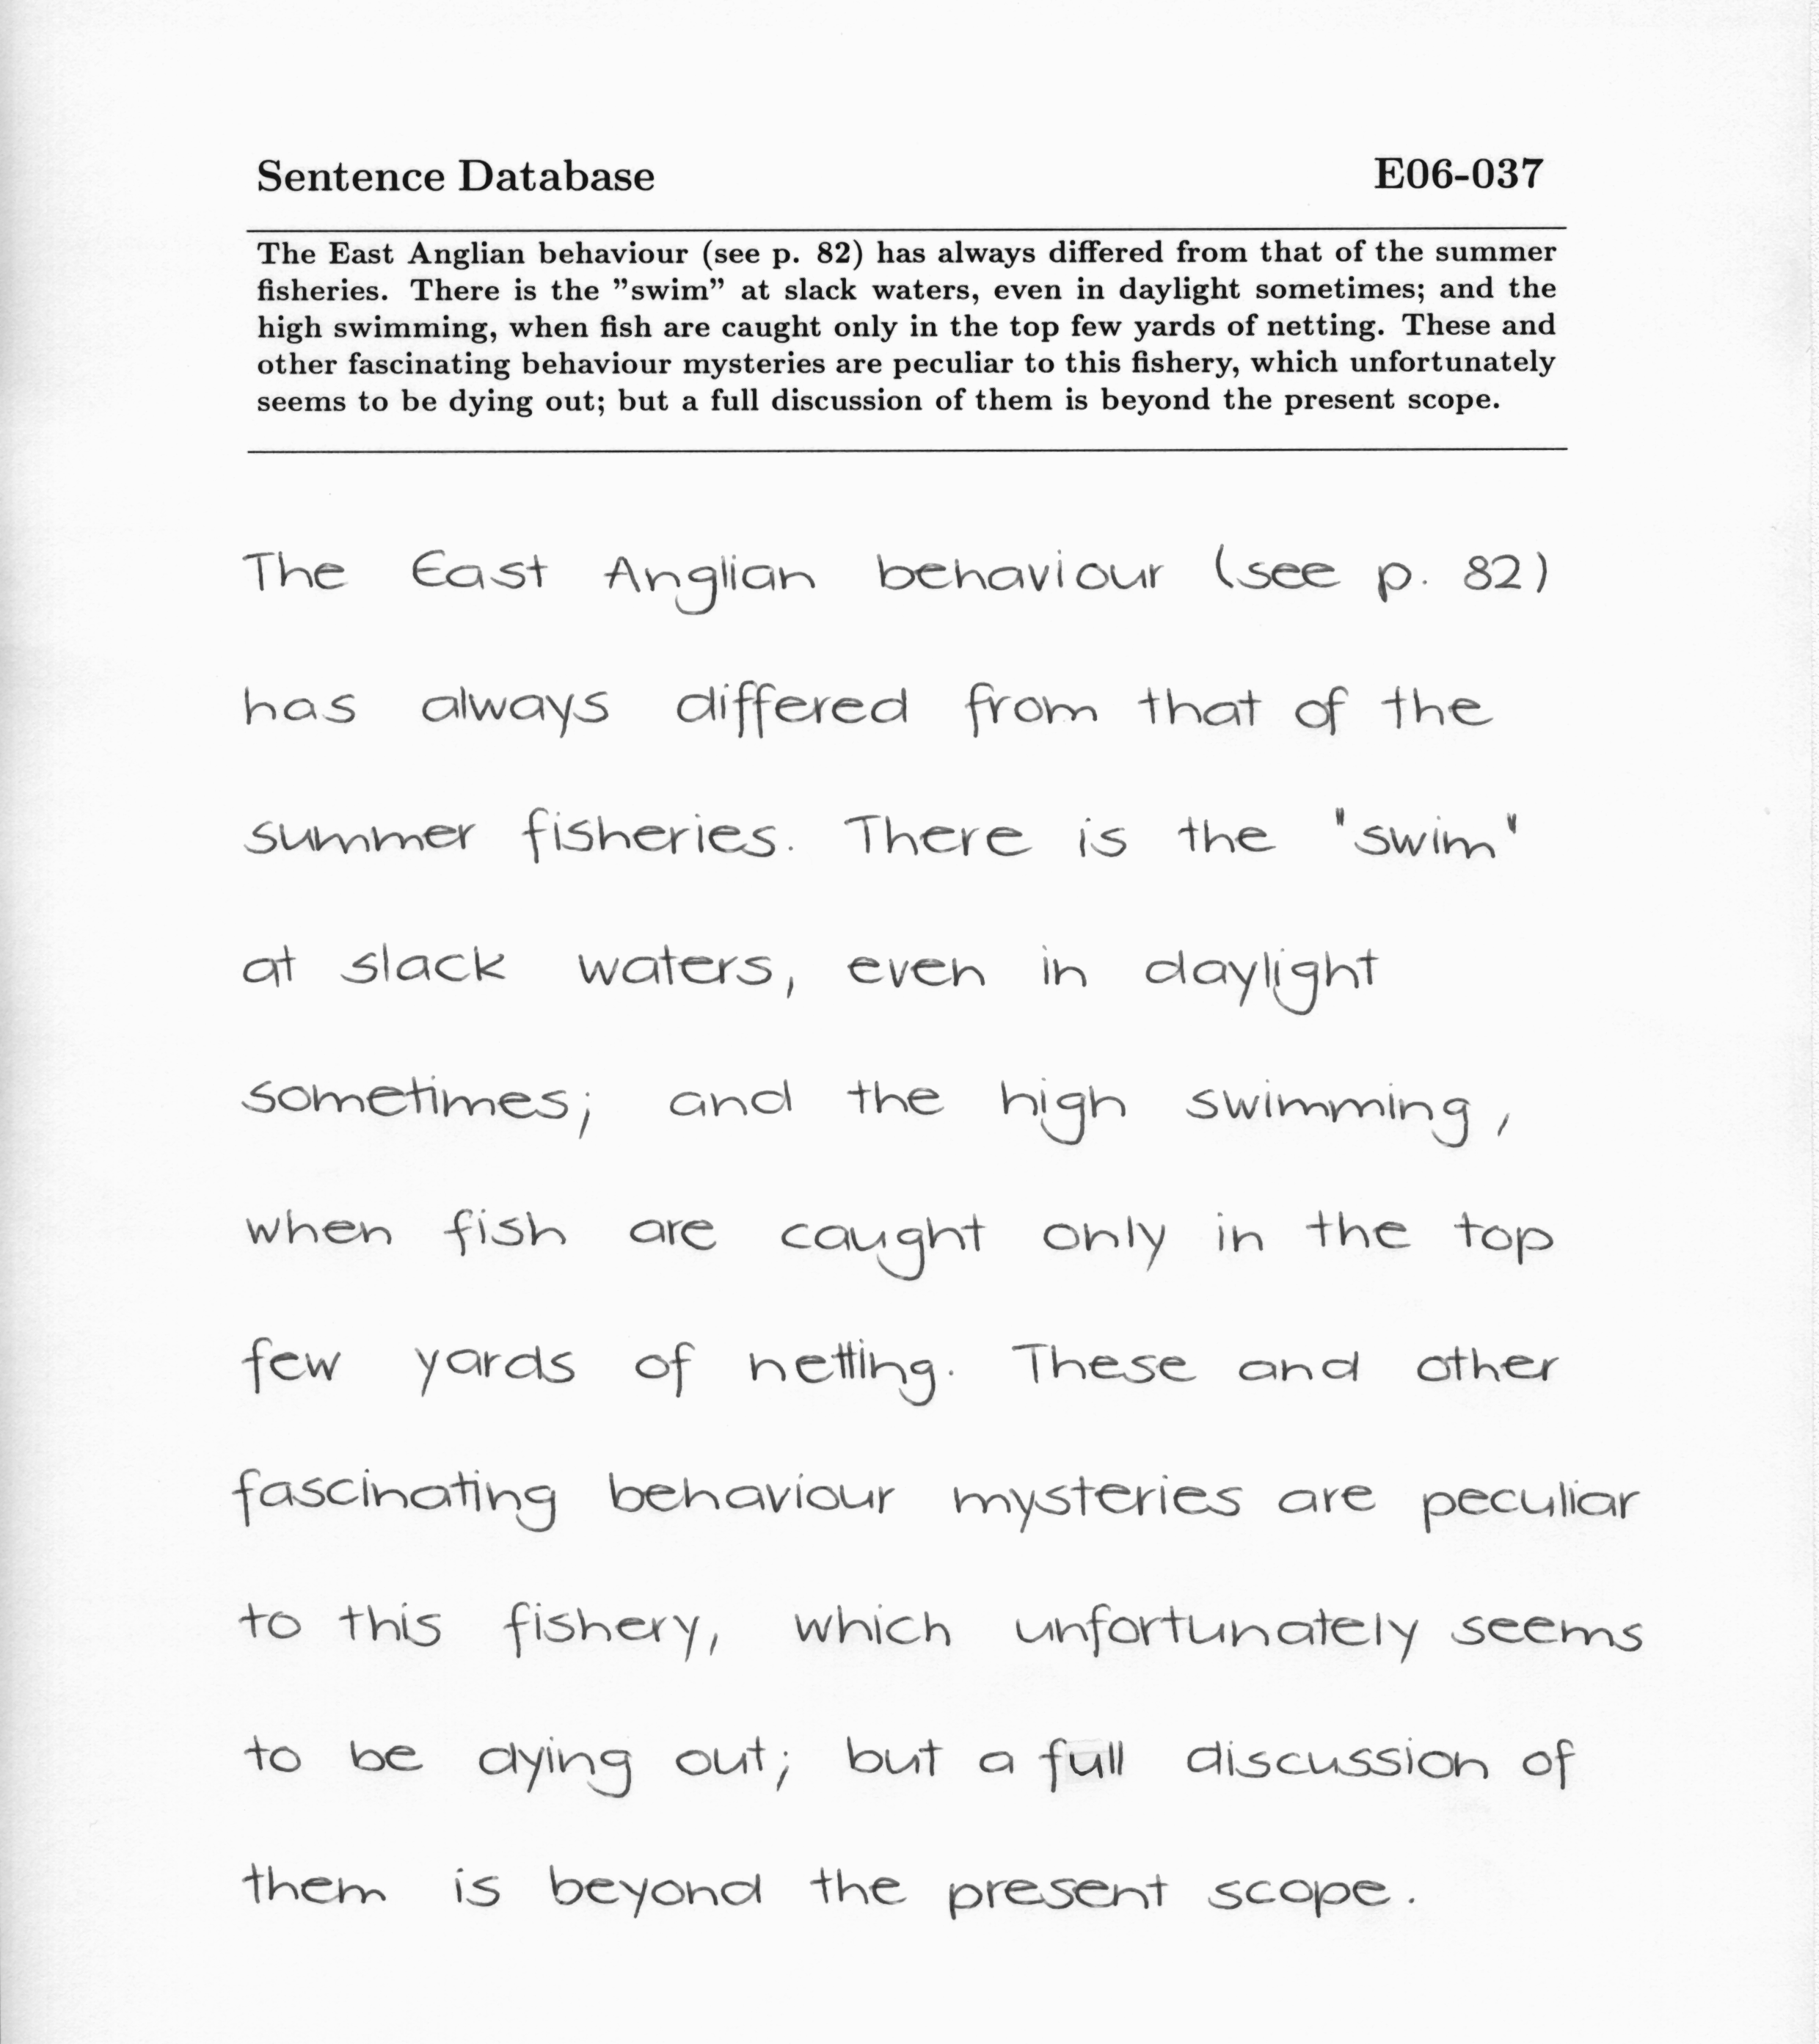 Sentence Database E06-037
The East Anglian behaviour (see p. 82) has always differed from that of the summer
fisheries. There is the "swim" at slack waters, even in daylight sometimes; and the
high swimming, when fish are caught only in the top few yards of netting. These and
other fascinating behaviour mysteries are peculiar to this fishery, which unfortunately
seems to be dying out; but a full discussion of them is beyond the present scope.
The East Anglian behaviour (see p. 82)
has always differed from that of the
summer fisheries. There is the "swim"
at slack waters, even in daylight
sometimes; and the high swimming,
when fish are caught only in the top
few yards of netting. These and other
fascinating behaviour mysteries are peculiar
to this fishery, which unfortunately seems
to be dying out; but a full discussion of
them is beyond the present scope.